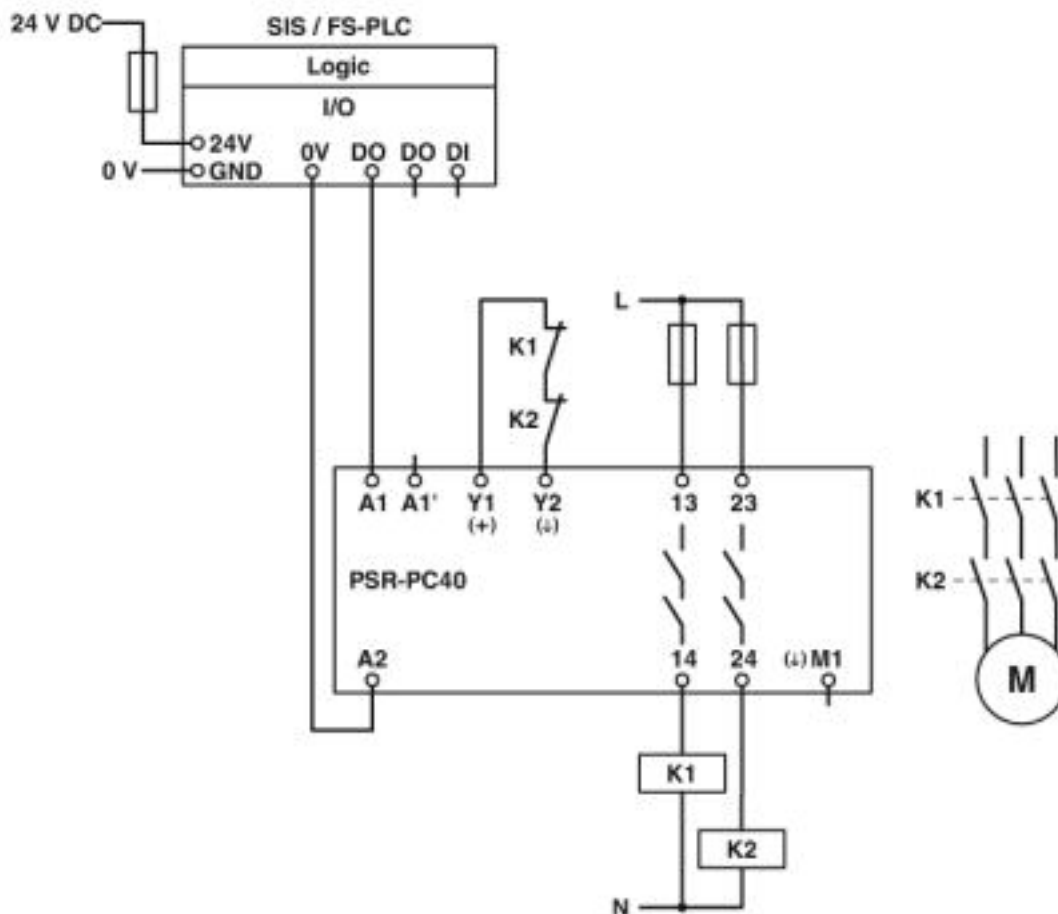 24 V DC
SIS / FS-PLC
Logic
I/O
24V
0V DO DO DI
0 V
GND
L
K1
K2
A1 A1' Y1 Y2 13 23
(+) (↓)
K1
PSR-PC40
K2
A2 14 24 (↓) M1
M
K1
K2
N